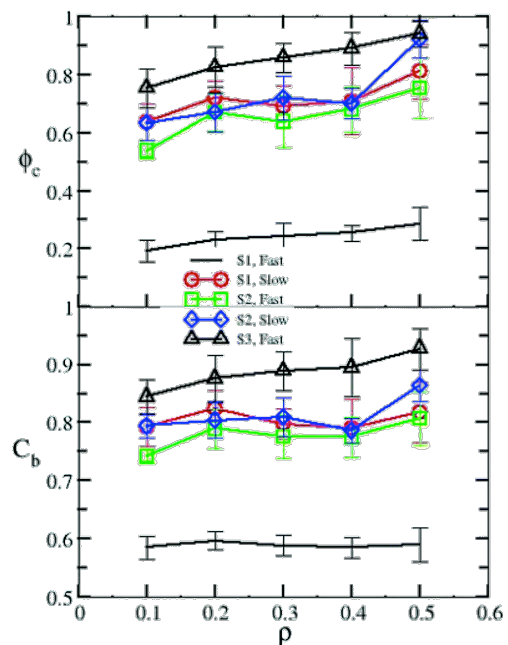 1
0.8
0.6
ϕc
0.4
0.2
S1, Fast
S1, Slow
S2, Fast
S2, Slow
S3, Fast
1
0.9
0.8
Cb
0.7
0.6
0.5
0 0.1 0.2 0.3 0.4 0.5 0.6
ρ